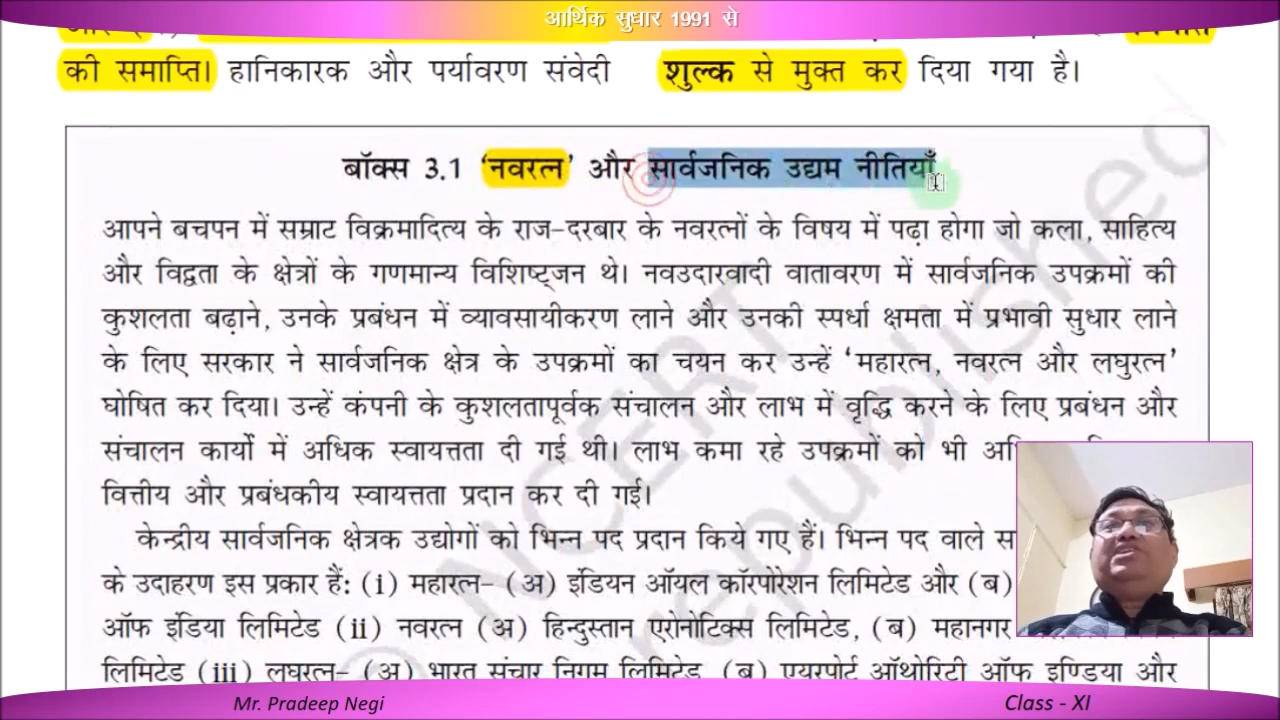 आर्थिक सुधार 1991 से
की समाप्ति। हानिकारक और पर्यावरण संवेदी
शुल्क से मुक्त कर दिया गया है।
बॉक्स 3.1 ‘नवरत्न’ और सार्वजनिक उद्यम नीतियाँ
आपने बचपन में सम्राट विक्रमादित्य के राज-दरबार के नवरत्नों के विषय में पढ़ा होगा जो कला, साहित्य
और विद्वता के क्षेत्रों के गणमान्य विशिष्ट्जन थे। नवउदारवादी वातावरण में सार्वजनिक उपक्रमों की
कुशलता बढ़ाने, उनके प्रबंधन में व्यावसायीकरण लाने और उनकी स्पर्धा क्षमता में प्रभावी सुधार लाने
के लिए सरकार ने सार्वजनिक क्षेत्र के उपक्रमों का चयन कर उन्हें ‘महारत्न, नवरत्न और लघुरत्न’
घोषित कर दिया। उन्हें कंपनी के कुशलतापूर्वक संचालन और लाभ में वृद्धि करने के लिए प्रबंधन और
संचालन कार्यों में अधिक स्वायत्तता दी गई थी। लाभ कमा रहे उपक्रमों को भी
वित्तीय और प्रबंधकीय स्वायत्तता प्रदान कर दी गई।
केन्द्रीय सार्वजनिक क्षेत्रक उद्योगों को भिन्न पद प्रदान किये गए हैं। भिन्न पद वाले
के उदाहरण इस प्रकार हैं: (i) महारत्न– (अ) इंडियन ऑयल कॉरपोरेशन लिमिटेड और (ब)
ऑफ इंडिया लिमिटेड (ii) नवरत्न (अ) हिन्दुस्तान एरोनोटिक्स लिमिटेड, (ब) महानगर
लिमिटेड (iii) लघुरत्न– (अ) भारत संचार निगम लिमिटेड, (ब) एयरपोर्ट ऑथोरिटी ऑफ इण्डिया और
NCERT
republished
Mr. Pradeep Negi
Class - XI